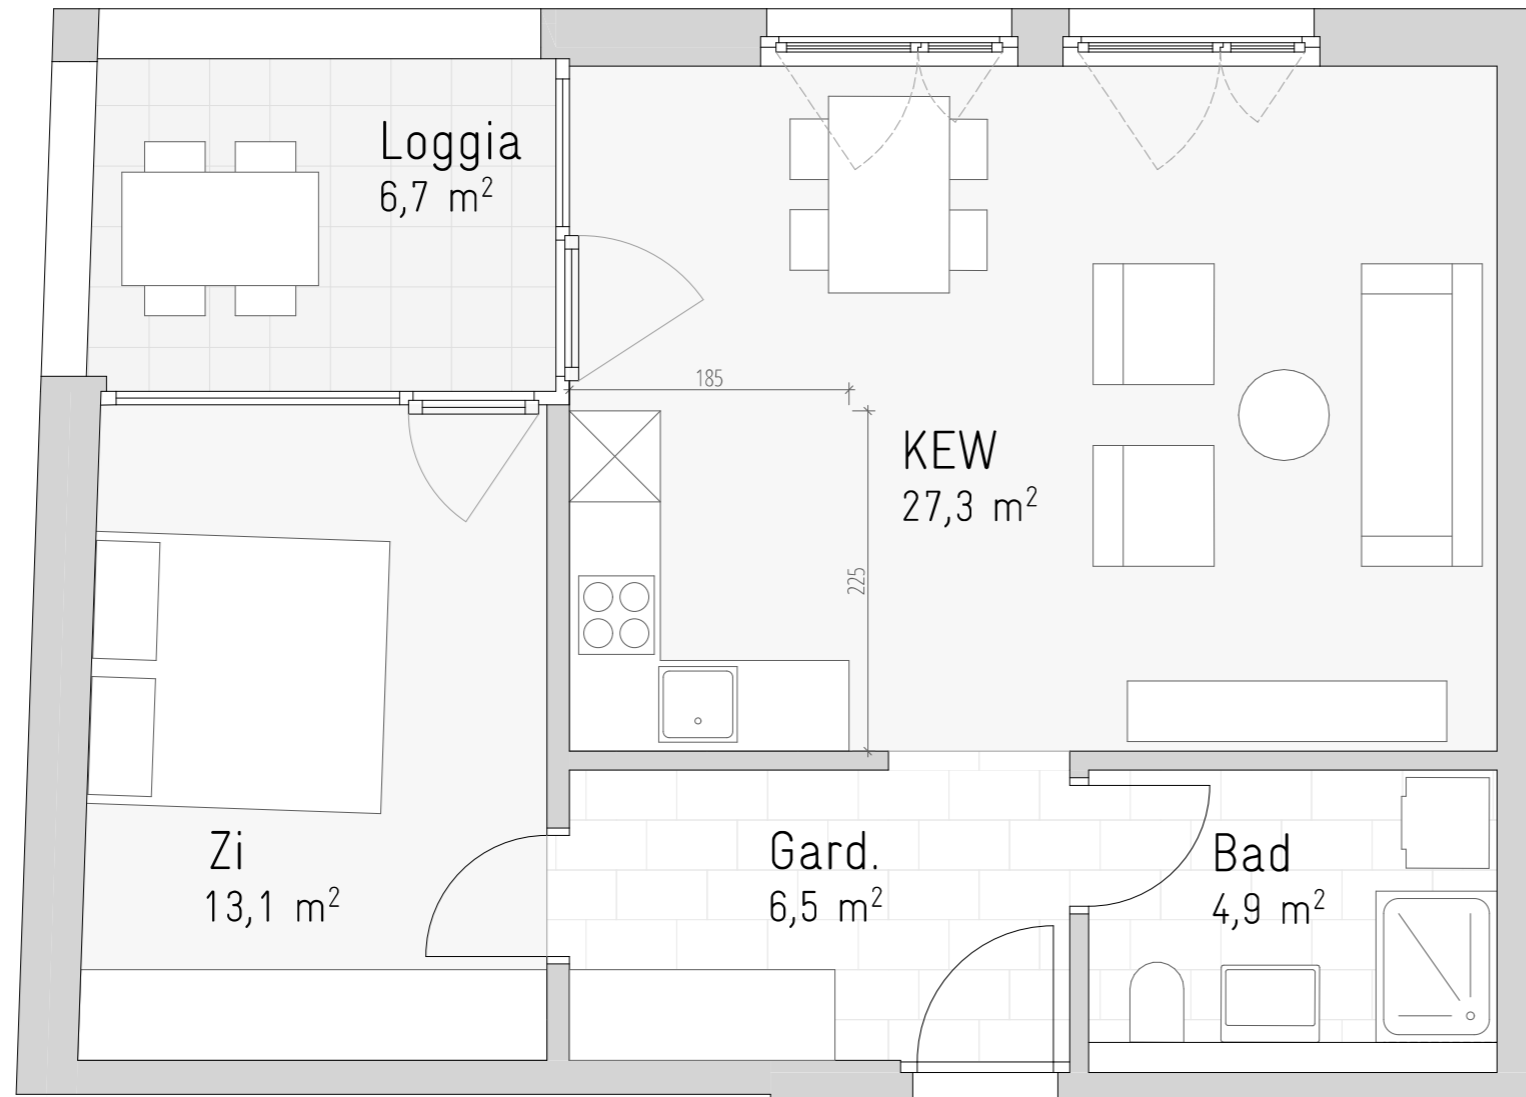 Loggia
6,7 m²
185
KEW
27,3 m²
225
Zi
13,1 m²
Gard.
6,5 m²
Bad
4,9 m²